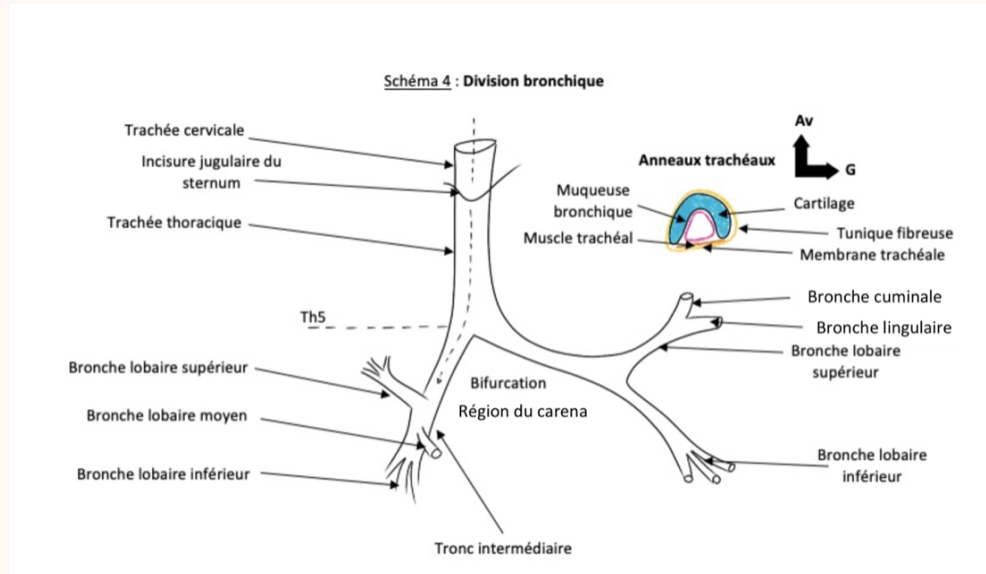 Schéma 4 : Division bronchique
Trachée cervicale
Incisure jugulaire du
sternum
Trachée thoracique
Th5
Bronche lobaire supérieur
Bronche lobaire moyen
Bronche lobaire inférieur
Tronc intermédiaire
Bifurcation
Région du carena
Av
G
Anneaux trachéaux
Muqueuse
bronchique
Muscle trachéal
Cartilage
Tunique fibreuse
Membrane trachéale
Bronche cuminale
Bronche lingulaire
Bronche lobaire
supérieur
Bronche lobaire
inférieur